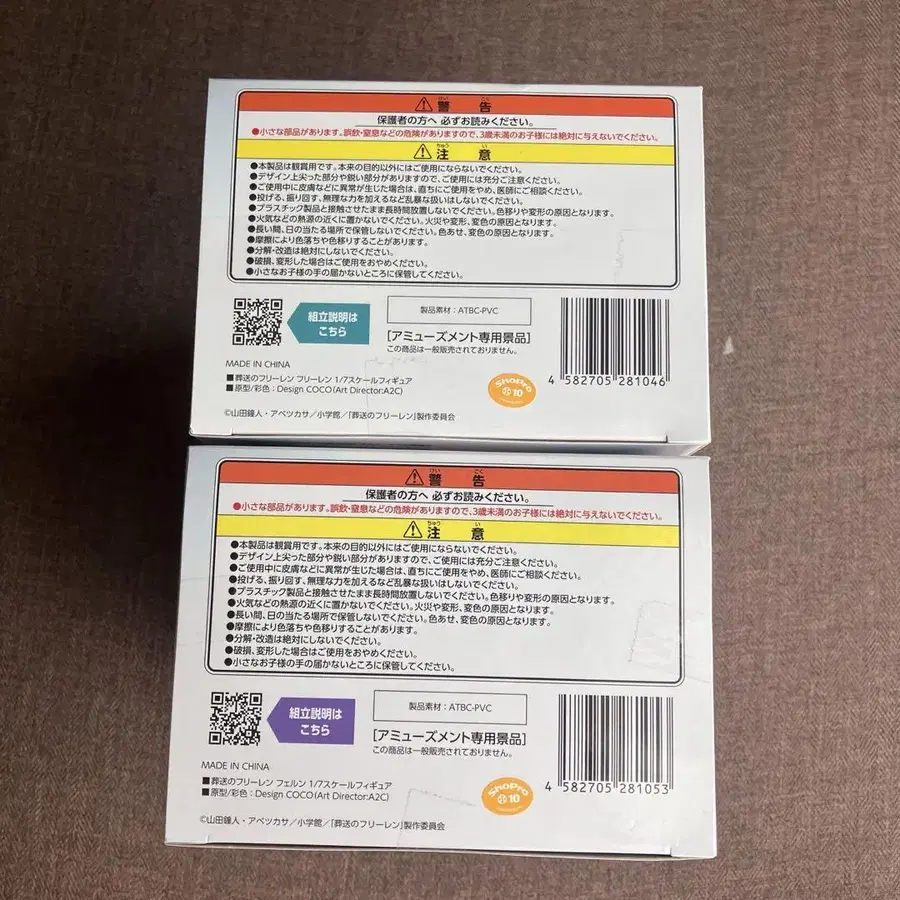 けい こく
⚠警 告
保護者の方へ 必ずお読みください。
●小さな部品があります。誤飲・窒息などの危険がありますので、3歳未満のお子様には絶対に与えないでください。
ちゅう い
⚠注 意
●本製品は観賞用です。本来の目的以外にはご使用にならないでください。
●デザイン上尖った部分や鋭い部分がありますので、ご使用には充分ご注意ください。
●ご使用中に皮膚などに異常が生じた場合は、直ちにご使用をやめ、医師にご相談ください。
●投げる、振り回す、無理な力を加えるなど乱暴な扱いはしないでください。
●プラスチック製品と接触させたまま長時間放置しないでください。色移りや変形の原因となります。
●火気などの熱源の近くに置かないでください。火災や変形、変色の原因となります。
●長い間、日の当たる場所で保管しないでください。色あせ、変色の原因となります。
●摩擦により色落ちや色移りすることがあります。
●分解・改造は絶対にしないでください。
●破損、変形した場合はご使用をおやめください。
●小さなお子様の手の届かないところに保管してください。
組立説明は
こちら
製品素材：ATBC-PVC
[アミューズメント専用景品]
この商品は一般販売されておりません。
MADE IN CHINA
■葬送のフリーレン フリーレン 1/7スケールフィギュア
■原型/彩色：Design COCO(Art Director:A2C)
ShoPro
10
4 582705 281046
©山田鐘人・アベツカサ／小学館／「葬送のフリーレン」製作委員会
けい こく
⚠警 告
保護者の方へ 必ずお読みください。
●小さな部品があります。誤飲・窒息などの危険がありますので、3歳未満のお子様には絶対に与えないでください。
ちゅう い
⚠注 意
●本製品は観賞用です。本来の目的以外にはご使用にならないでください。
●デザイン上尖った部分や鋭い部分がありますので、ご使用には充分ご注意ください。
●ご使用中に皮膚などに異常が生じた場合は、直ちにご使用をやめ、医師にご相談ください。
●投げる、振り回す、無理な力を加えるなど乱暴な扱いはしないでください。
●プラスチック製品と接触させたまま長時間放置しないでください。色移りや変形の原因となります。
●火気などの熱源の近くに置かないでください。火災や変形、変色の原因となります。
●長い間、日の当たる場所で保管しないでください。色あせ、変色の原因となります。
●摩擦により色落ちや色移りすることがあります。
●分解・改造は絶対にしないでください。
●破損、変形した場合はご使用をおやめください。
●小さなお子様の手の届かないところに保管してください。
組立説明は
こちら
製品素材：ATBC-PVC
[アミューズメント専用景品]
この商品は一般販売されておりません。
MADE IN CHINA
■葬送のフリーレン フェルン 1/7スケールフィギュア
■原型/彩色：Design COCO(Art Director:A2C)
ShoPro
10
4 582705 281053
©山田鐘人・アベツカサ／小学館／「葬送のフリーレン」製作委員会